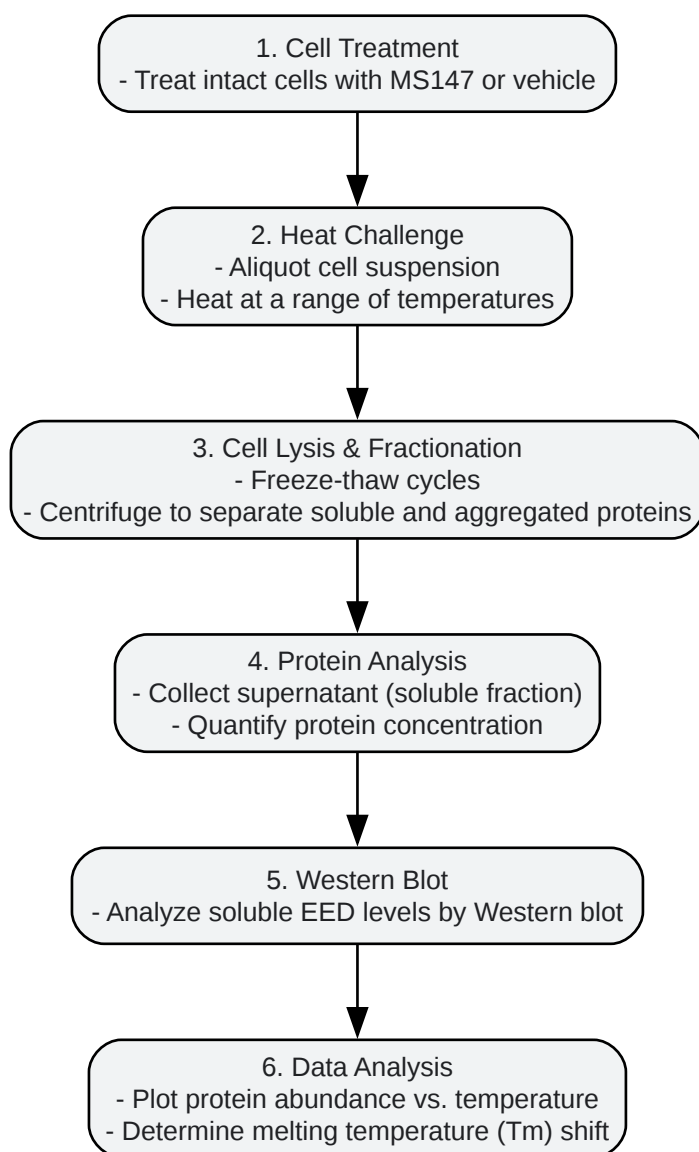 1. Cell Treatment
- Treat intact cells with MS147 or vehicle
2. Heat Challenge
- Aliquot cell suspension
- Heat at a range of temperatures
3. Cell Lysis & Fractionation
- Freeze-thaw cycles
- Centrifuge to separate soluble and aggregated proteins
4. Protein Analysis
- Collect supernatant (soluble fraction)
- Quantify protein concentration
5. Western Blot
- Analyze soluble EED levels by Western blot
6. Data Analysis
- Plot protein abundance vs. temperature
- Determine melting temperature (Tm) shift